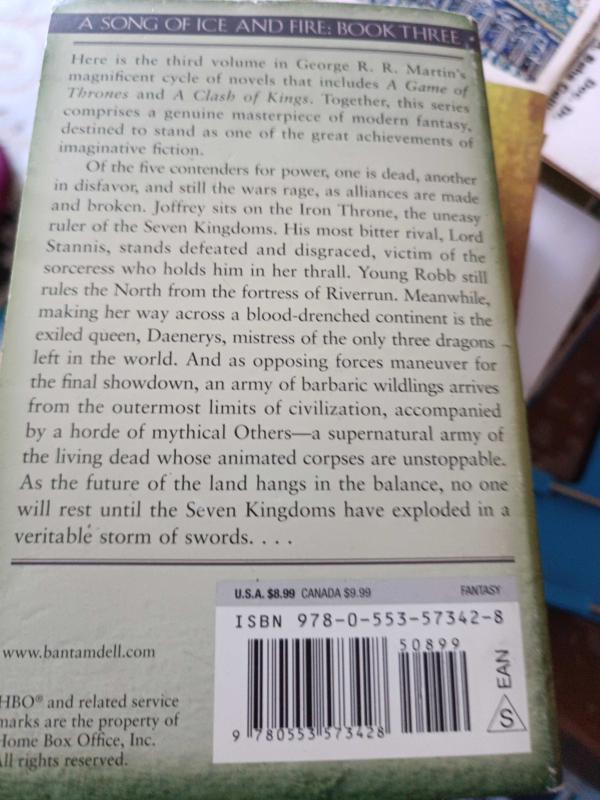 A SONG OF ICE AND FIRE: BOOK THREE
Here is the third volume in George R. R. Martin's
magnificent cycle of novels that includes A Game of
Thrones and A Clash of Kings. Together, this series
comprises a genuine masterpiece of modern fantasy,
destined to stand as one of the great achievements of
imaginative fiction.
Of the five contenders for power, one is dead, another
in disfavor, and still the wars rage, as alliances are made
and broken. Joffrey sits on the Iron Throne, the uneasy
ruler of the Seven Kingdoms. His most bitter rival, Lord
Stannis, stands defeated and disgraced, victim of the
sorceress who holds him in her thrall. Young Robb still
rules the North from the fortress of Riverrun. Meanwhile,
making her way across a blood-drenched continent is the
exiled queen, Daenerys, mistress of the only three dragons
left in the world. And as opposing forces maneuver for
the final showdown, an army of barbaric wildlings arrives
from the outermost limits of civilization, accompanied
by a horde of mythical Others—a supernatural army of
the living dead whose animated corpses are unstoppable.
As the future of the land hangs in the balance, no one
will rest until the Seven Kingdoms have exploded in a
veritable storm of swords. . . .
U.S.A. $8.99 CANADA $9.99 FANTASY
ISBN 978-0-553-57342-8
50899
9 780553 573428
EAN
S
www.bantamdell.com
HBO® and related service
marks are the property of
Home Box Office, Inc.
All rights reserved.